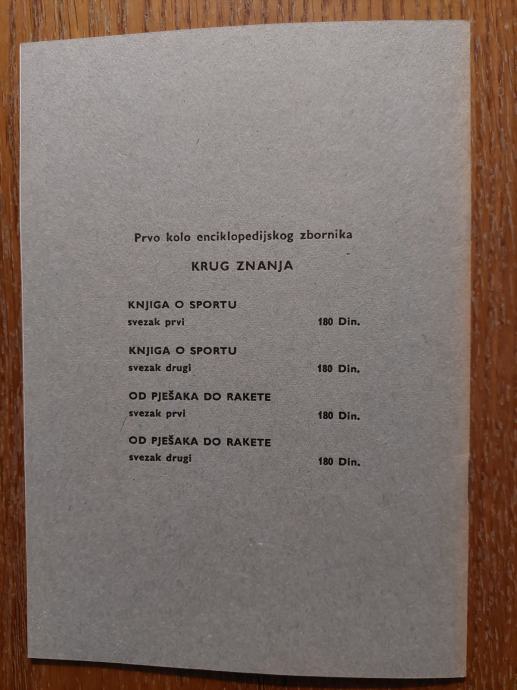 Prvo kolo enciklopedijskog zbornika
KRUG ZNANJA
KNJIGA O SPORTU
svezak prvi 180 Din.
KNJIGA O SPORTU
svezak drugi 180 Din.
OD PJEŠAKA DO RAKETE
svezak prvi 180 Din.
OD PJEŠAKA DO RAKETE
svezak drugi 180 Din.